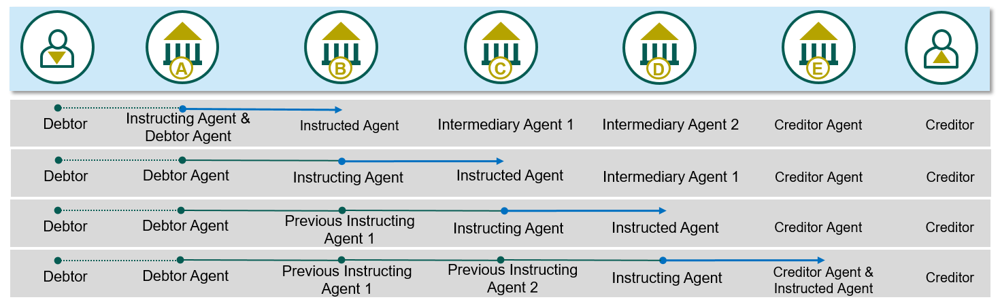 A
B
C
D
E
Debtor
Instructing Agent &
Debtor Agent
Instructed Agent
Intermediary Agent 1
Intermediary Agent 2
Creditor Agent
Creditor
Debtor
Debtor Agent
Instructing Agent
Instructed Agent
Intermediary Agent 1
Creditor Agent
Creditor
Debtor
Debtor Agent
Previous Instructing
Agent 1
Instructing Agent
Instructed Agent
Creditor Agent
Creditor
Debtor
Debtor Agent
Previous Instructing
Agent 1
Previous Instructing
Agent 2
Instructing Agent
Creditor Agent &
Instructed Agent
Creditor